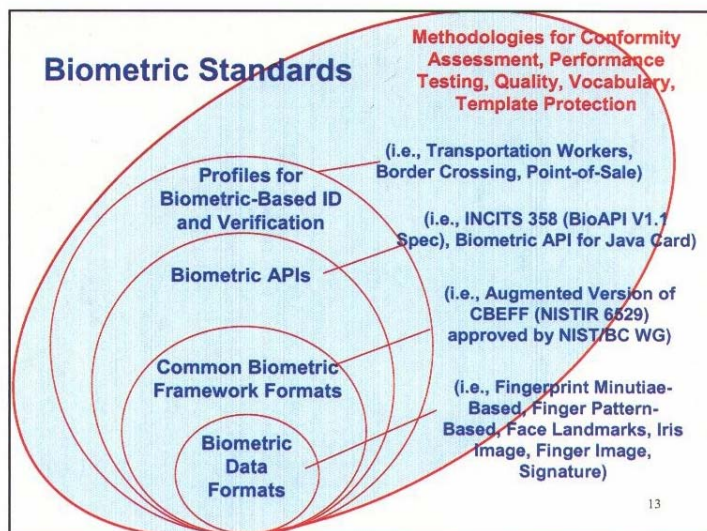 Biometric Standards
Methodologies for Conformity
Assessment, Performance
Testing, Quality, Vocabulary,
Template Protection
Profiles for
Biometric-Based ID
and Verification
(i.e., Transportation Workers,
Border Crossing, Point-of-Sale)
Biometric APIs
(i.e., INCITS 358 (BioAPI V1.1
Spec), Biometric API for Java Card)
Common Biometric
Framework Formats
(i.e., Augmented Version of
CBEFF (NISTIR 6529)
approved by NIST/BC WG)
Biometric
Data
Formats
(i.e., Fingerprint Minutiae-
Based, Finger Pattern-
Based, Face Landmarks, Iris
Image, Finger Image,
Signature)
13